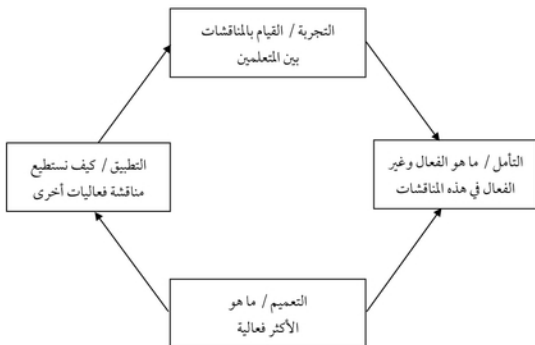 التجربة / القيام بالمناقشات
بين المتعلمين
التأمل / ما هو الفعال وغير
الفعال في هذه المناقشات
التطبيق / كيف نستطيع
مناقشة فعاليات أخرى
التعميم / ما هو
الأكثر فعالية